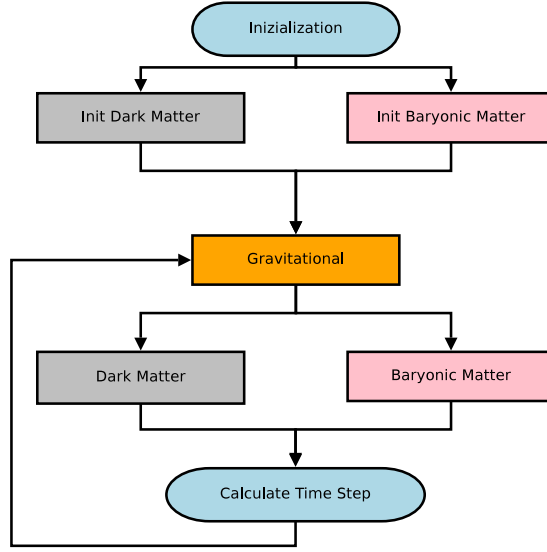 Inizialization
Init Dark Matter
Init Baryonic Matter
Gravitational
Dark Matter
Baryonic Matter
Calculate Time Step